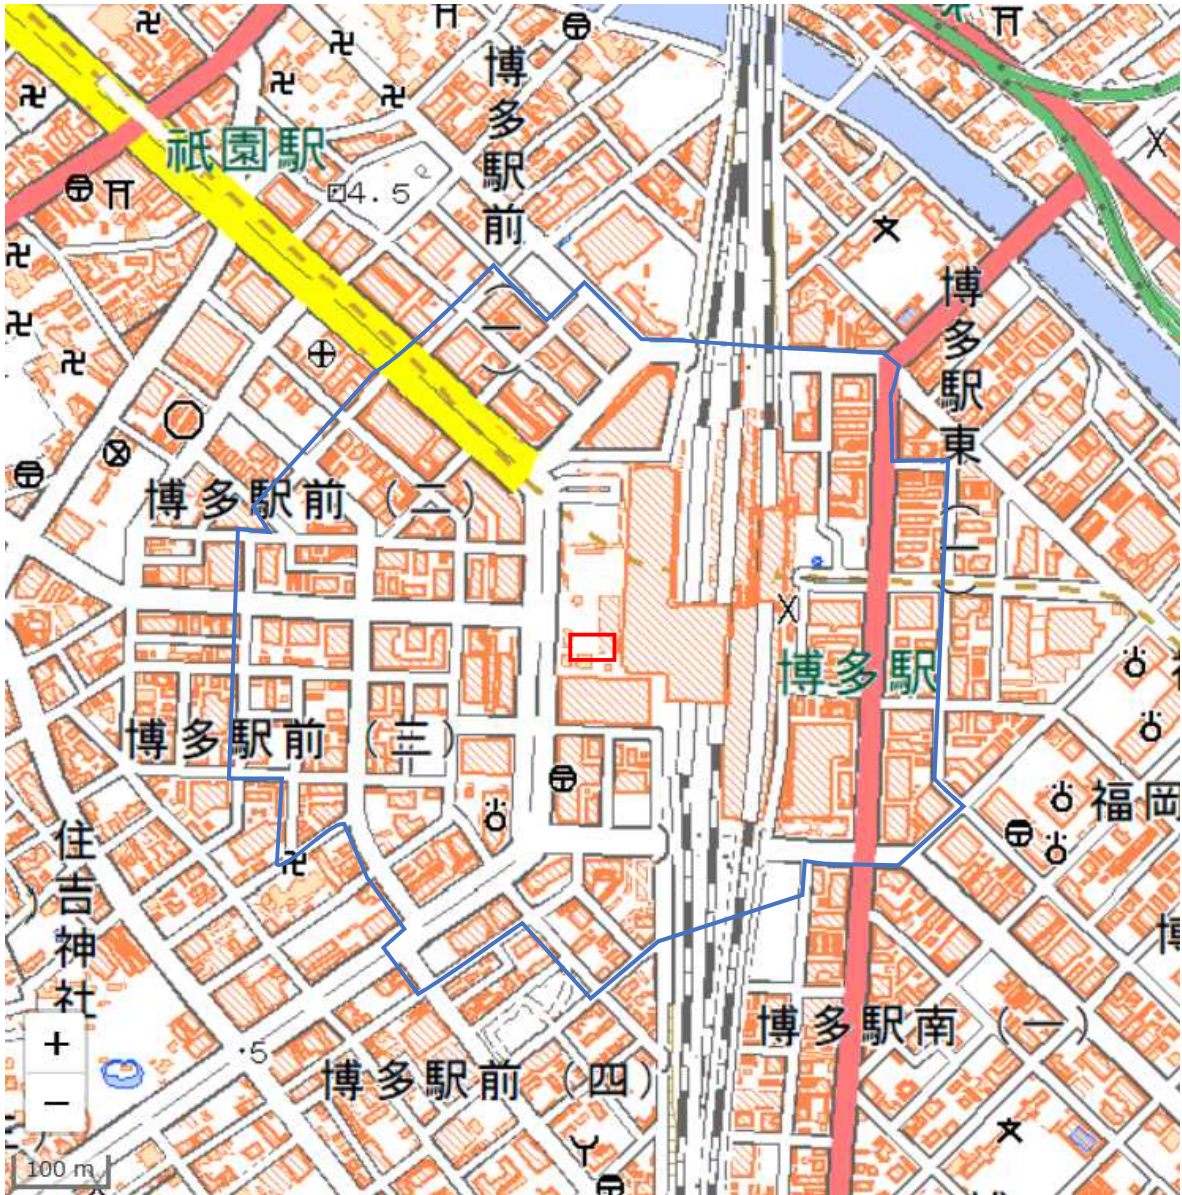 博多駅前
(一)
祇園駅
4.5
博多駅東
(一)
博多駅前 (二)
博多駅
博多駅前 (三)
福岡
住吉神社
博多駅南 (一)
・5
博多駅前 (四)
+
−
100 m